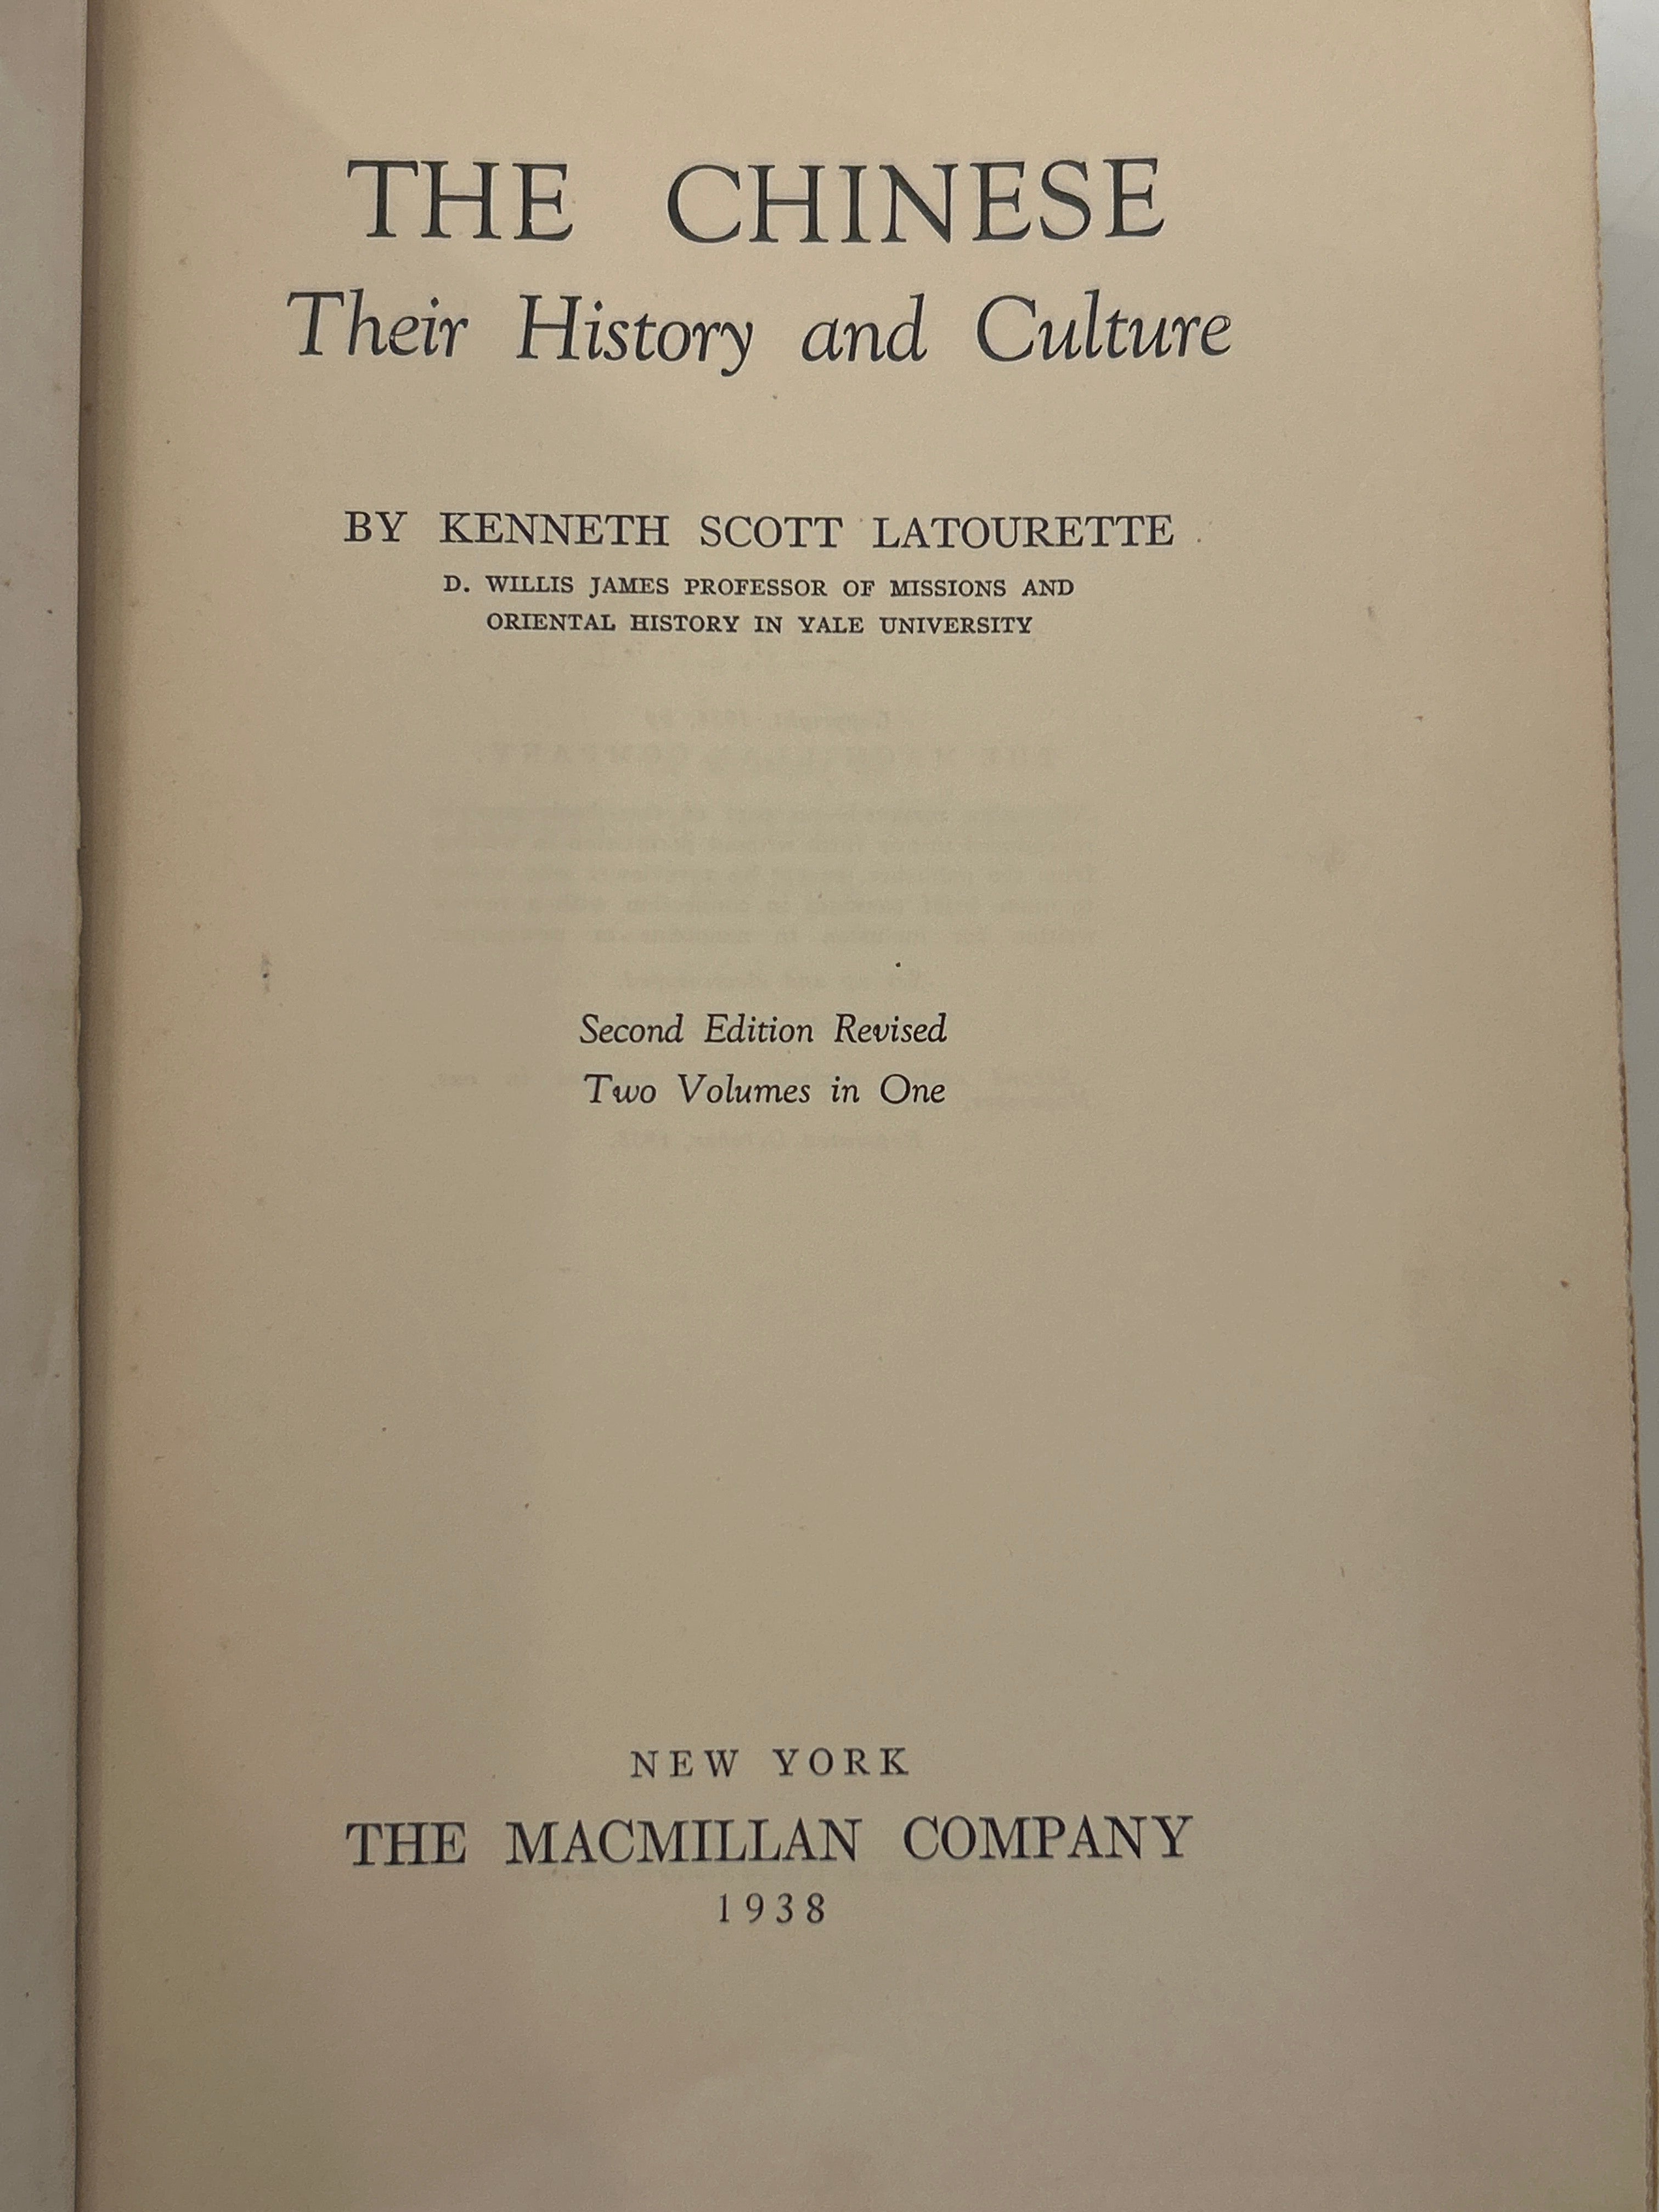 THE CHINESE
Their History and Culture
BY KENNETH SCOTT LATOURETTE
D. WILLIS JAMES PROFESSOR OF MISSIONS AND
ORIENTAL HISTORY IN YALE UNIVERSITY
Second Edition Revised
Two Volumes in One
NEW YORK
THE MACMILLAN COMPANY
1938